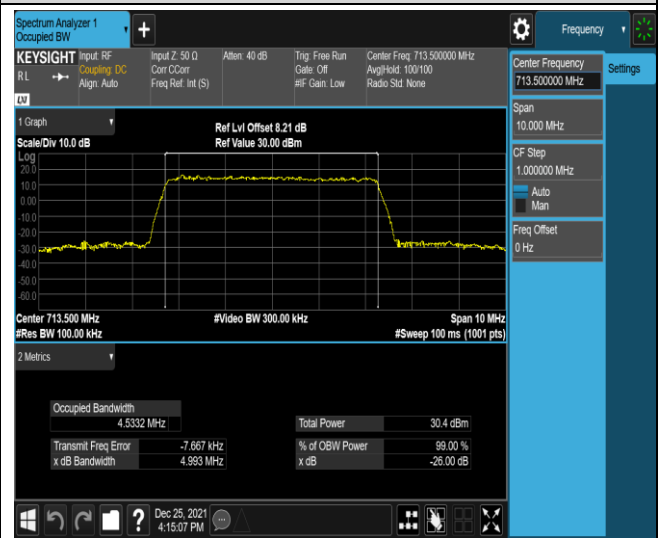 Spectrum Analyzer 1
Occupied BW
Frequency
KEYSIGHT
RL
LXI
Input: RF
Coupling: DC
Align: Auto
Input Z: 50 Ω
Corr CCorr
Freq Ref: Int (S)
Atten: 40 dB
Trig: Free Run
Gate: Off
#IF Gain: Low
Center Freq: 713.500000 MHz
Avg|Hold: 100/100
Radio Std: None
Center Frequency
713.500000 MHz
Settings
Span
10.000 MHz
CF Step
1.000000 MHz
Auto
Man
Freq Offset
0 Hz
1 Graph
Scale/Div 10.0 dB
Ref Lvl Offset 8.21 dB
Ref Value 30.00 dBm
Log
20.0
10.0
0.00
-10.0
-20.0
-30.0
-40.0
-50.0
-60.0
Center 713.500 MHz
#Res BW 100.00 kHz
#Video BW 300.00 kHz
Span 10 MHz
#Sweep 100 ms (1001 pts)
2 Metrics
Occupied Bandwidth
4.5332 MHz
Total Power 30.4 dBm
Transmit Freq Error -7.667 kHz
% of OBW Power 99.00 %
x dB Bandwidth 4.993 MHz
x dB -26.00 dB
?
Dec 25, 2021
4:15:07 PM